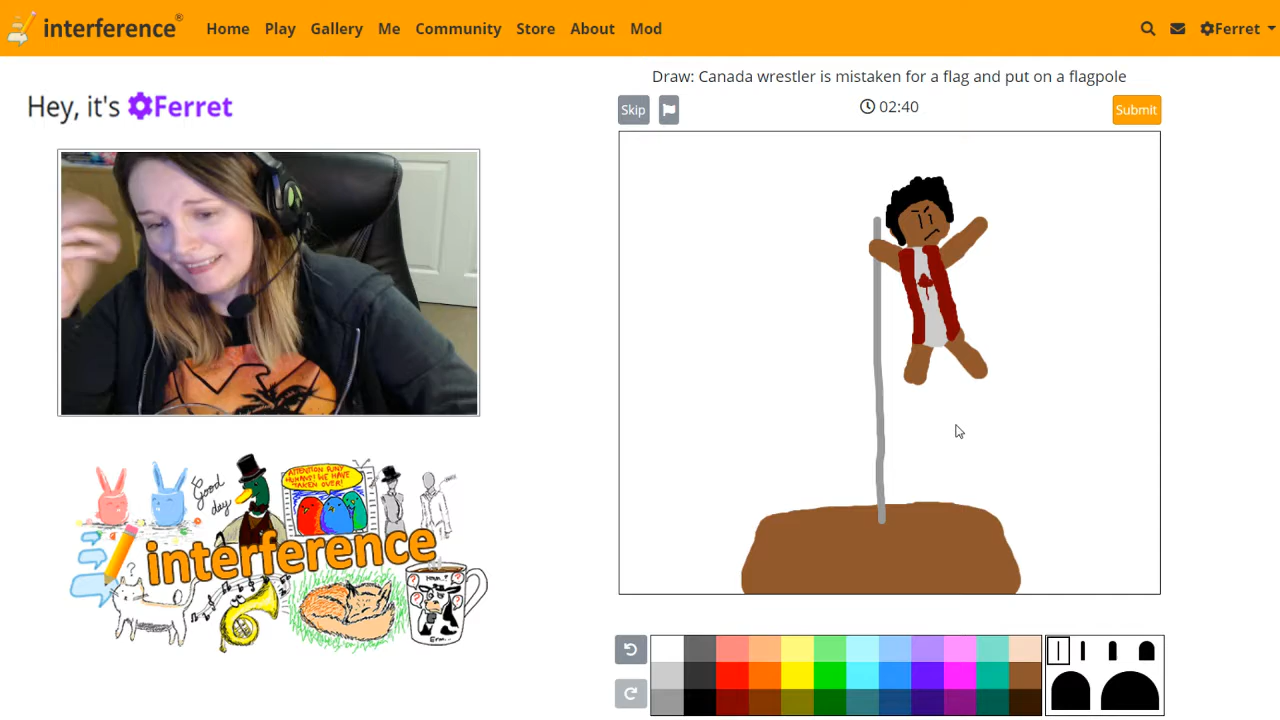 interference®
Home Play Gallery Me Community Store About Mod
Ferret
Hey, it's Ferret
Draw: Canada wrestler is mistaken for a flag and put on a flagpole
Skip
02:40
Submit
Good
day
ATTENTION PUNY
HUMANS! WE HAVE
TAKEN OVER!
interference
?
Hmm..?
?
?
?
?
Erm...